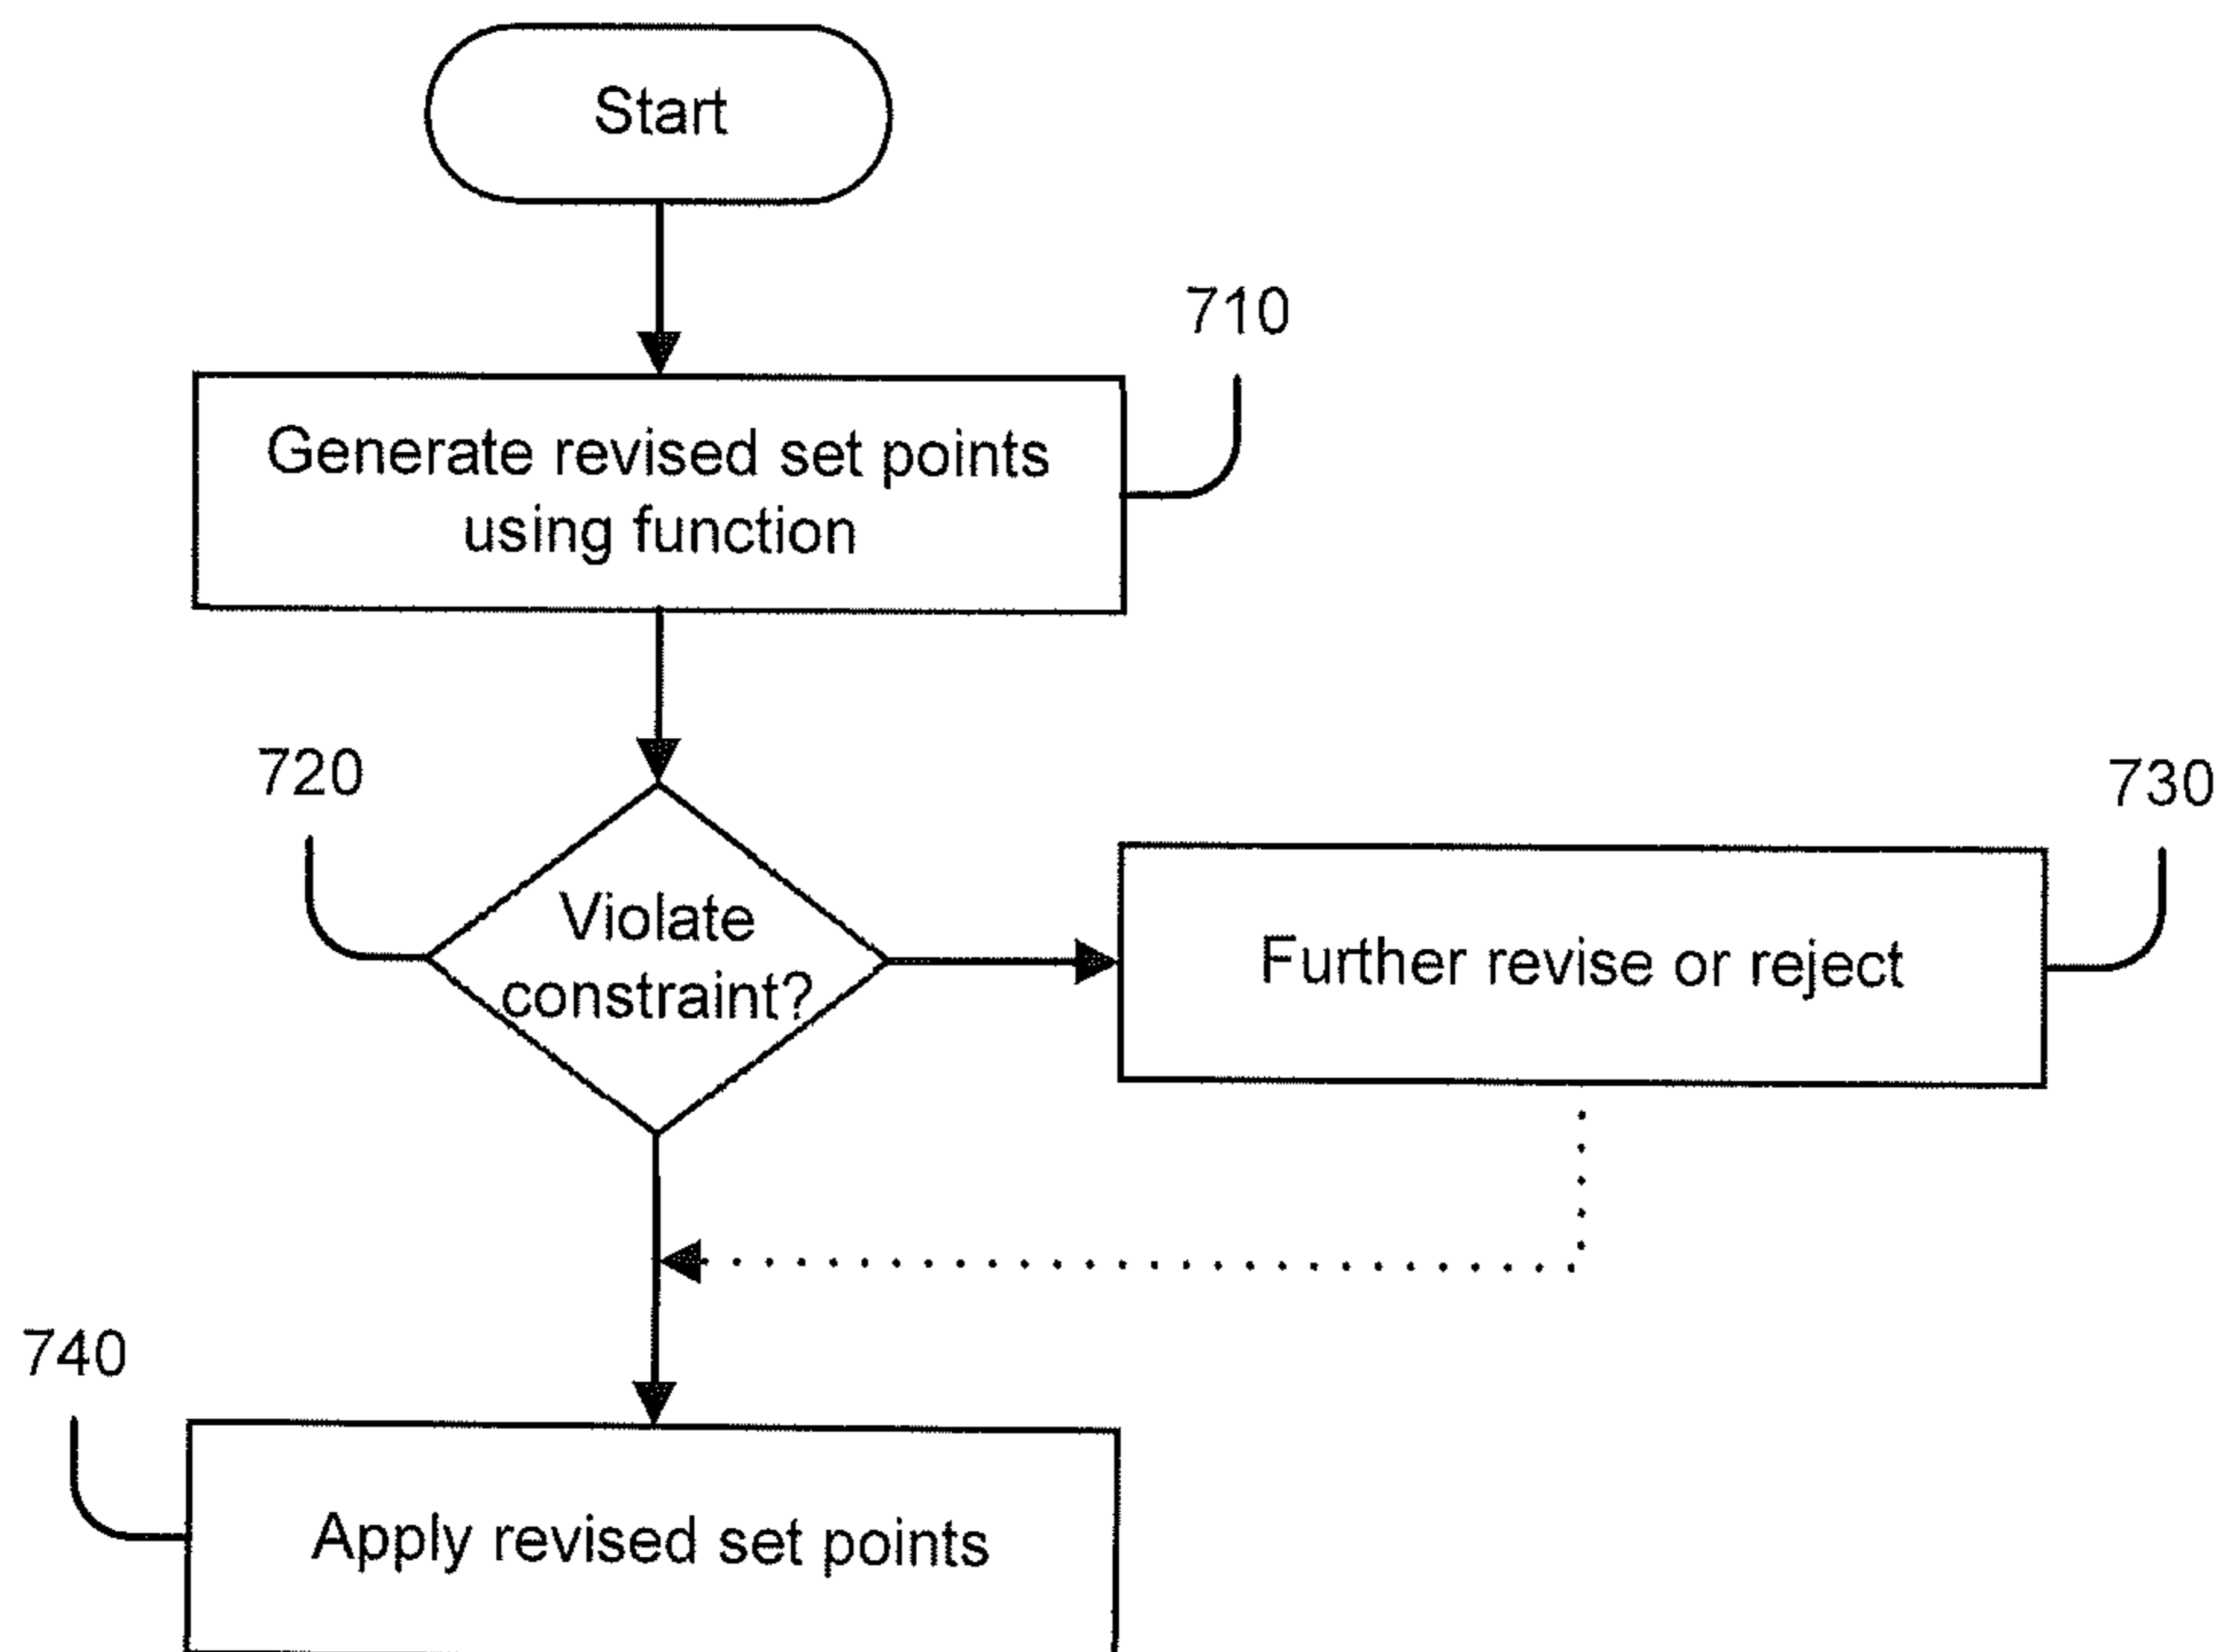 Start
710
Generate revised set points
using function
720
730
Violate
constraint?
Further revise or reject
740
Apply revised set points